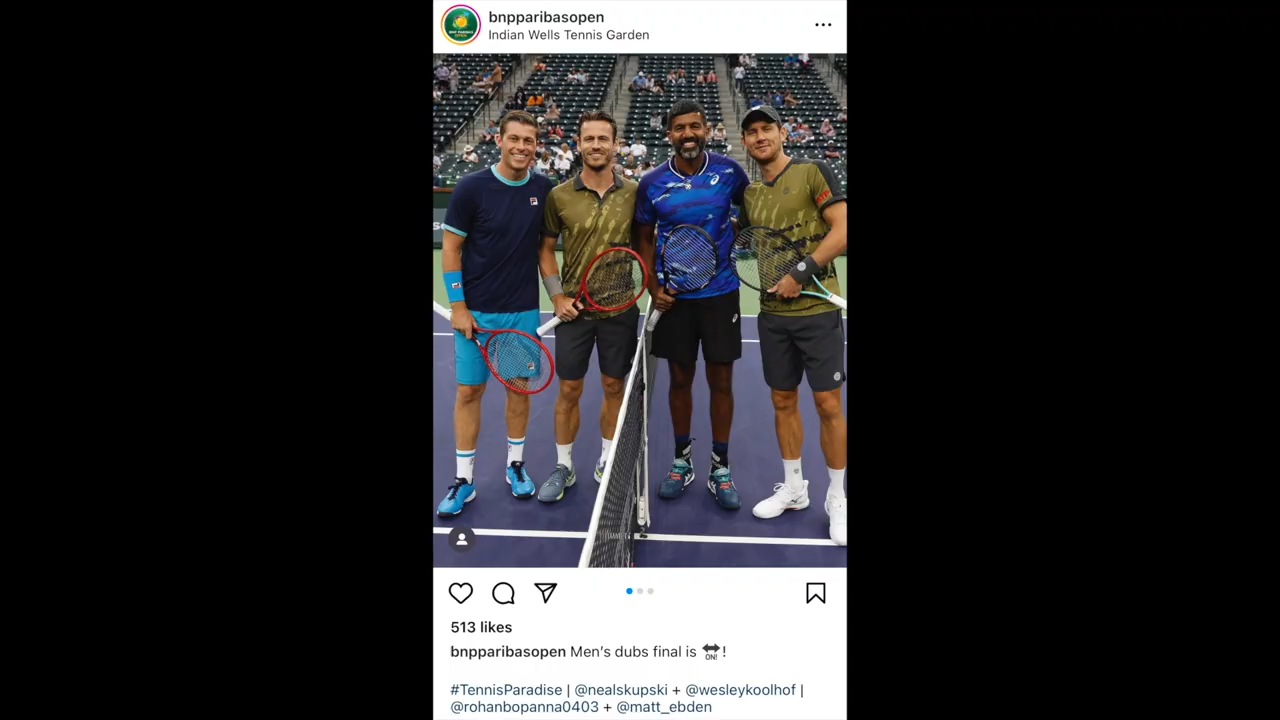 bnpparibasopen
Indian Wells Tennis Garden
513 likes
bnpparibasopen Men's dubs final is 🔛!
#TennisParadise | @nealskupski + @wesleykoolhof |
@rohanbopanna0403 + @matt_ebden